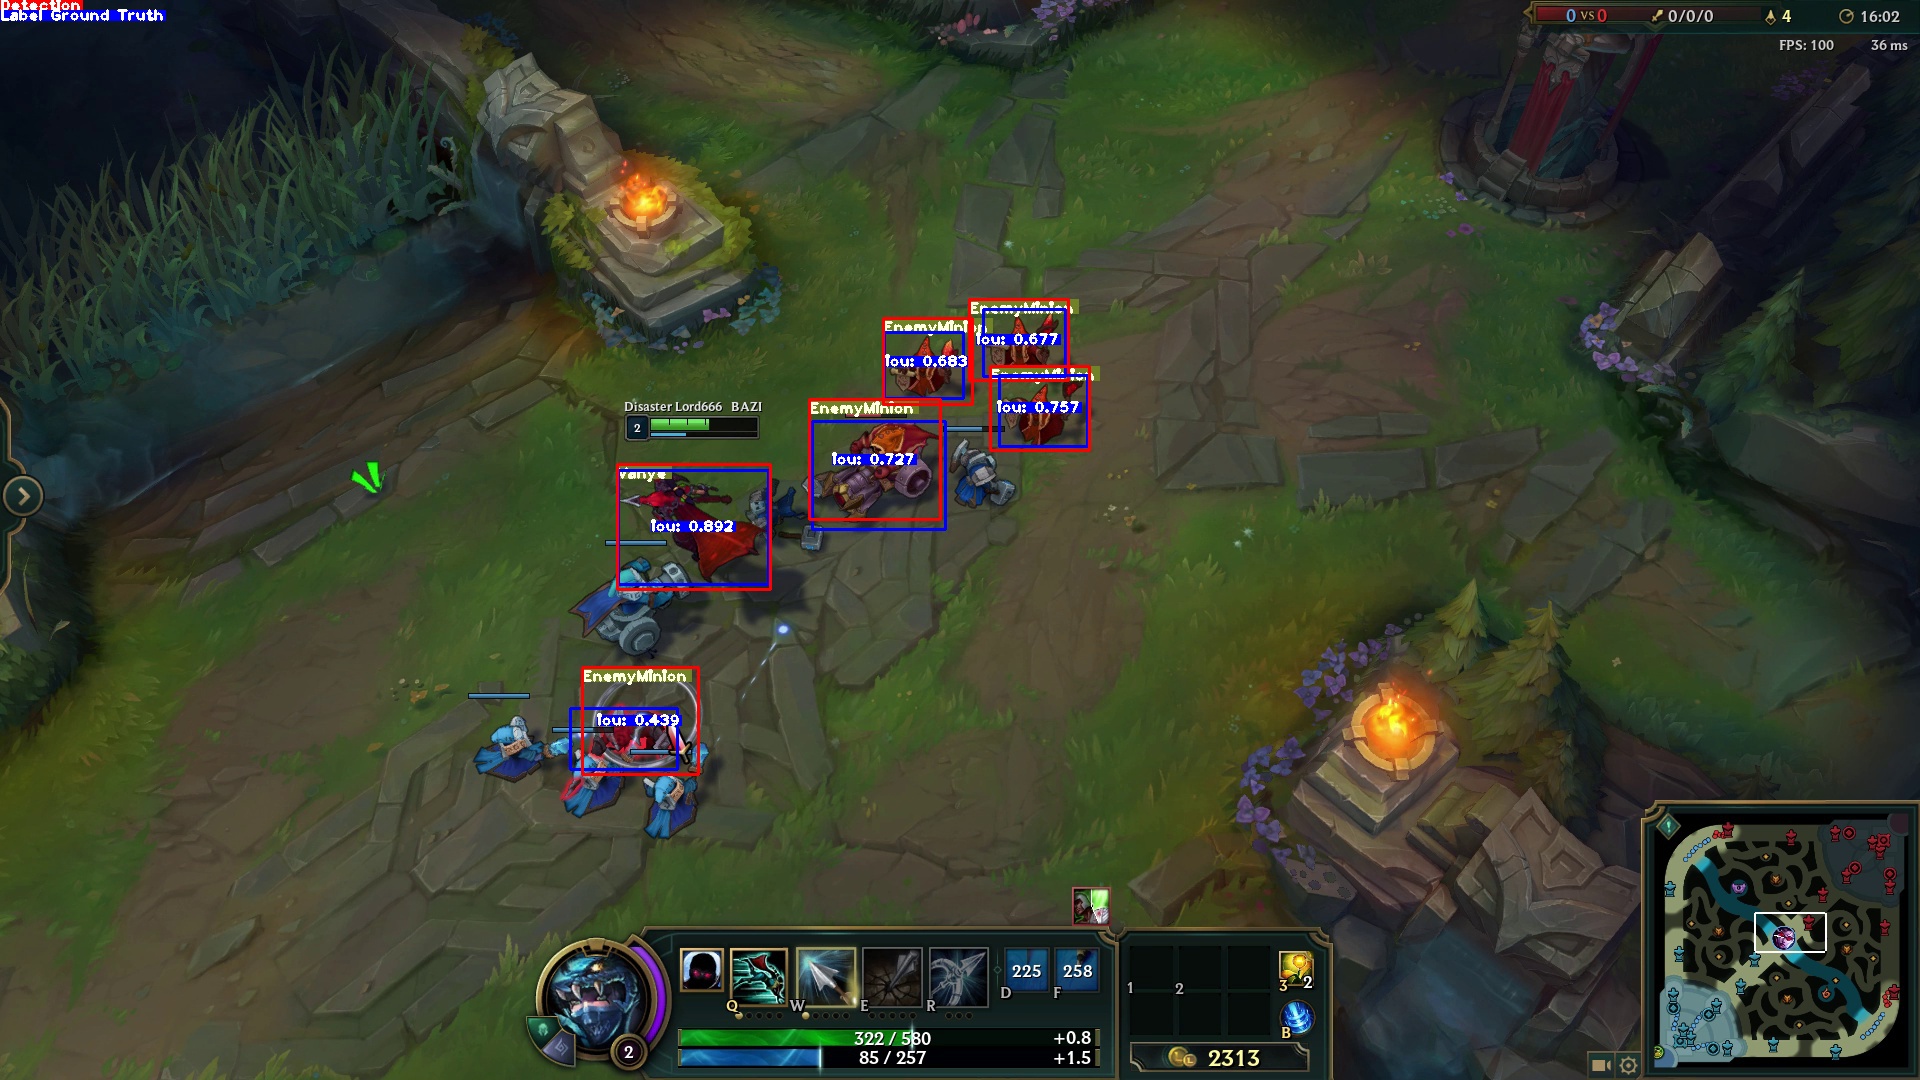 Detection
Label Ground Truth
0 vs 0 0/0/0 4 16:02
FPS: 100 36 ms
EnemyMinion
EnemyMinion
iou: 0.677
iou: 0.683
EnemyMinion
iou: 0.757
EnemyMinion
iou: 0.727
Disaster Lord666 BAZI
2
Vanye
iou: 0.892
EnemyMinion
iou: 0.439
225 258
Q W E R D F
1 2
3 2
B
2
322 / 580 +0.8
85 / 257 +1.5
2313